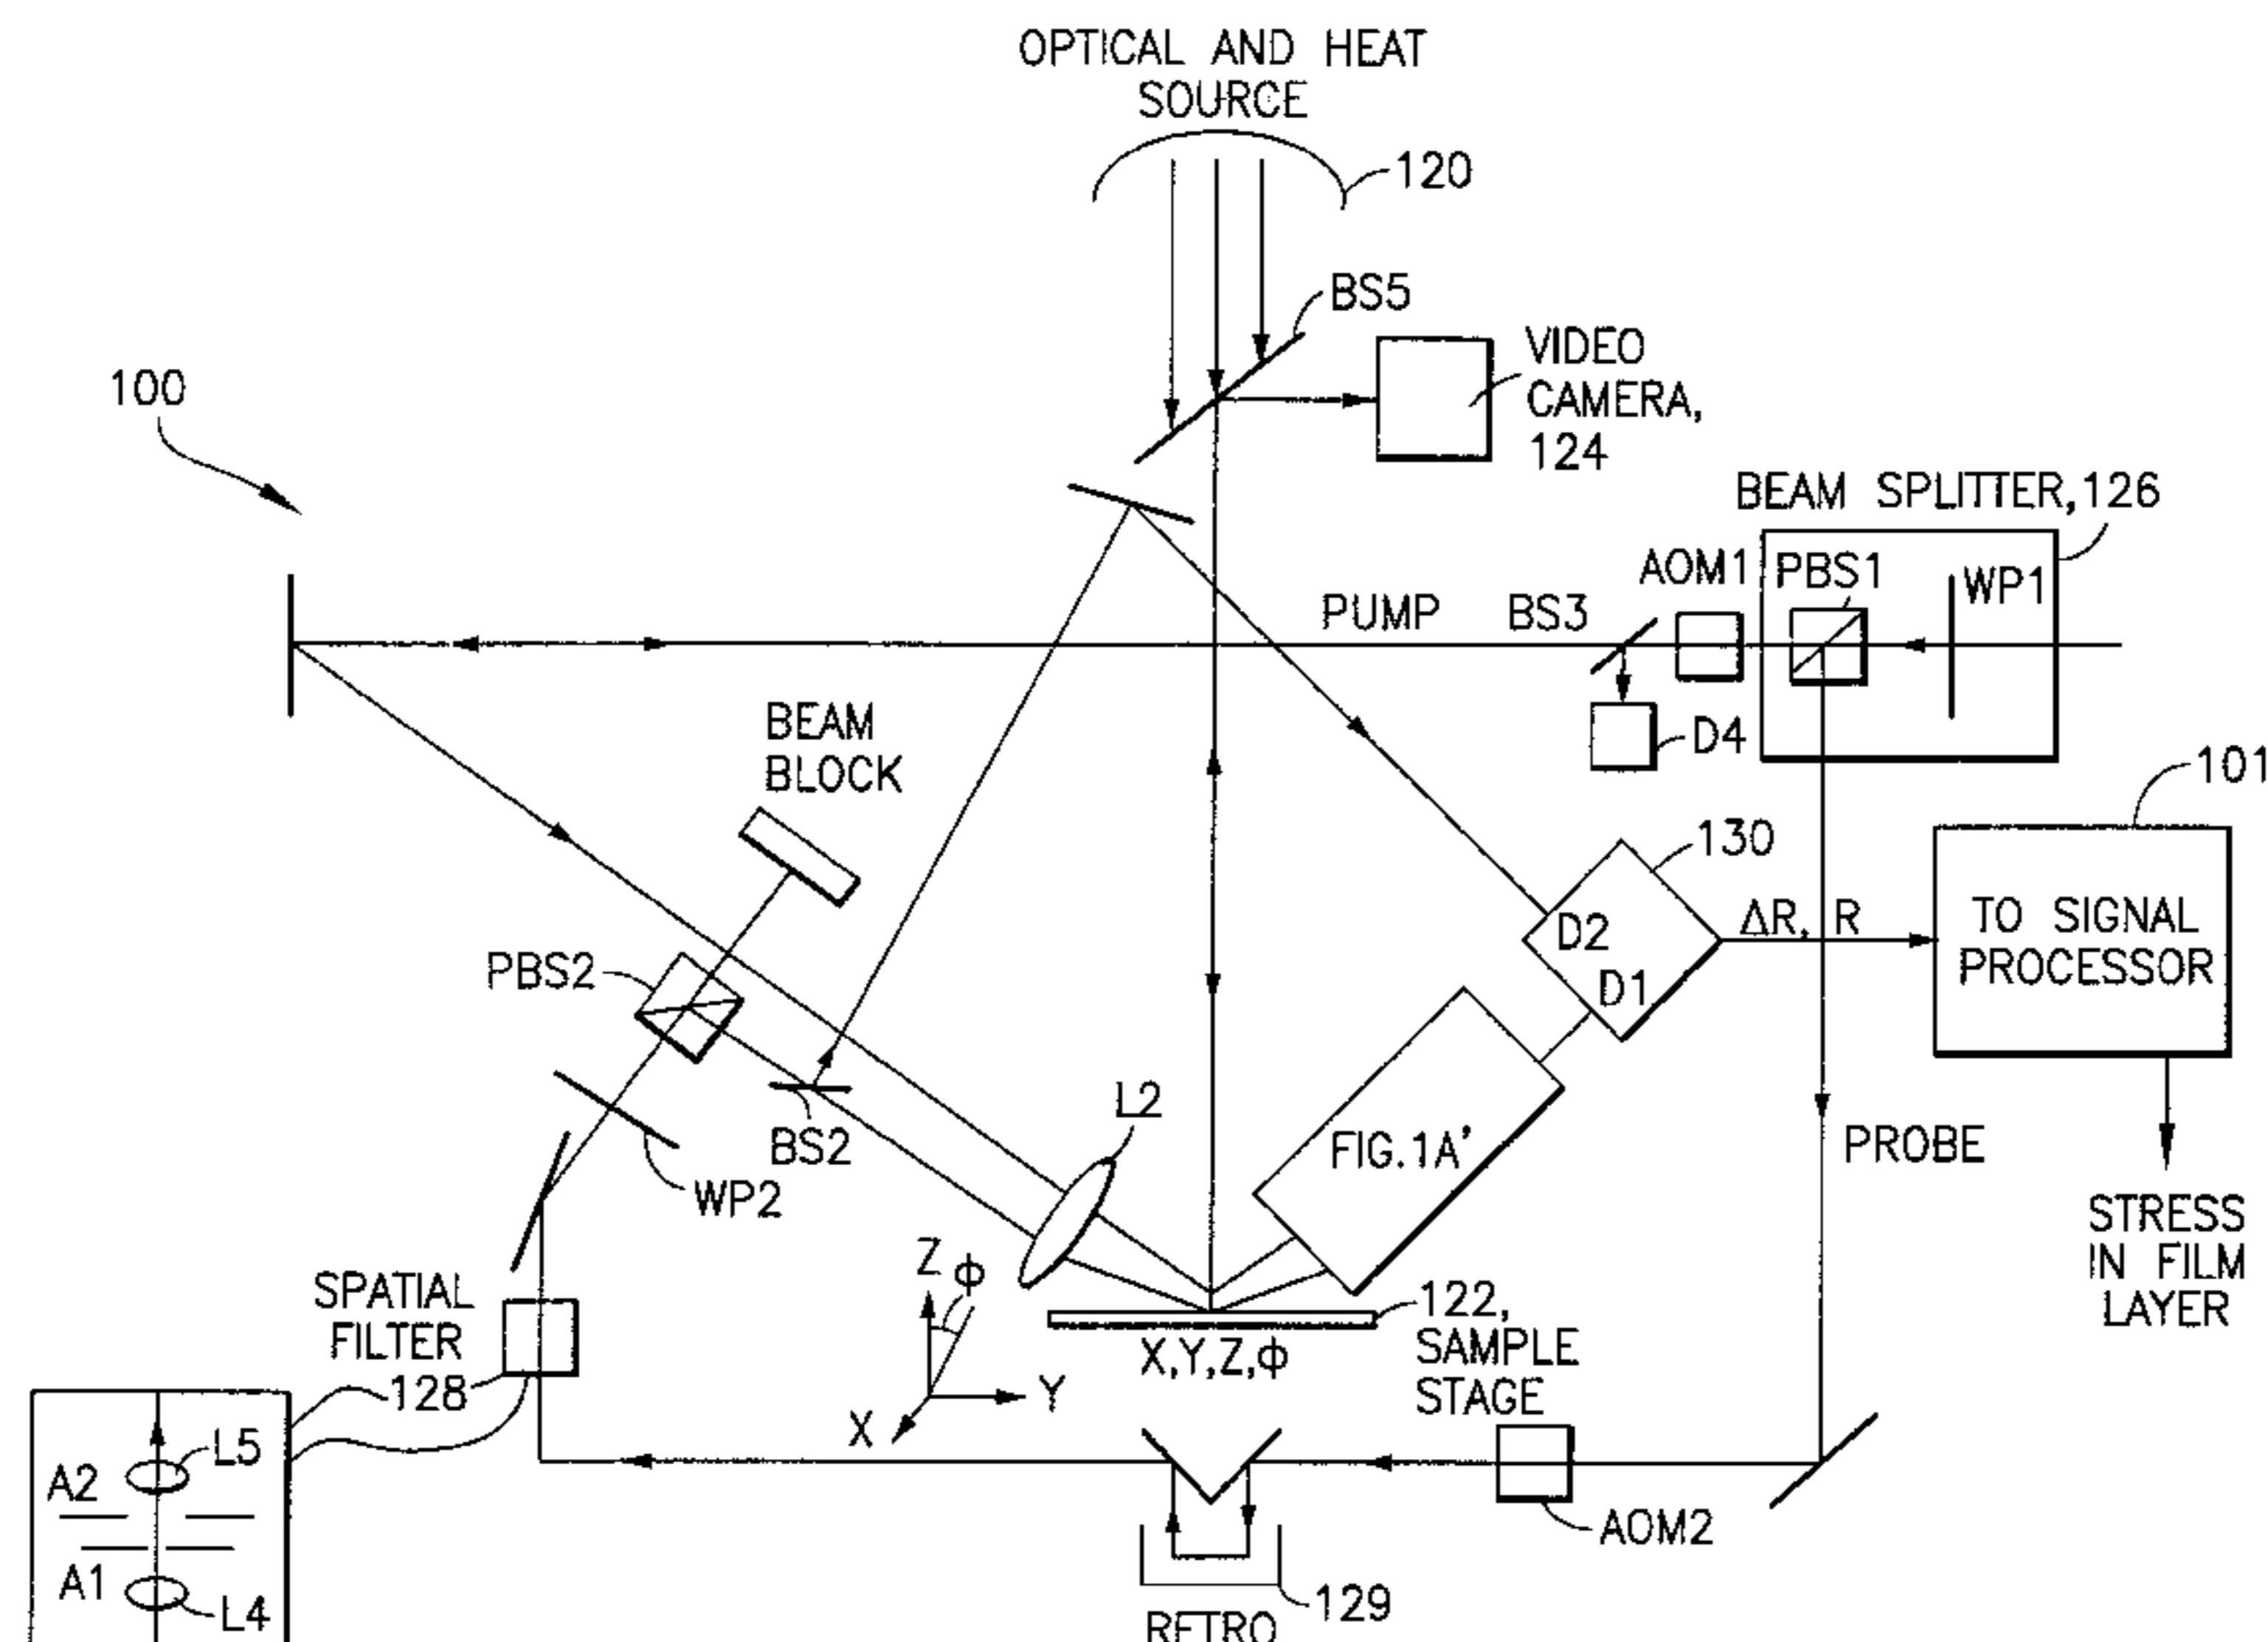 OPTICAL AND HEAT
SOURCE
120
BS5
VIDEO
CAMERA,
124
100
BEAM SPLITTER,126
AOM1
PBS1
WP1
PUMP
BS3
D4
BEAM
BLOCK
101
130
D2
D1
ΔR, R
TO SIGNAL
PROCESSOR
PBS2
BS2
L2
FIG.1A'
PROBE
WP2
STRESS
IN FILM
LAYER
Z
ϕ
Y
X
SPATIAL
FILTER
128
122,
SAMPLE
STAGE
X,Y,Z,ϕ
AOM2
L5
A2
A1
L4
129
RETRO